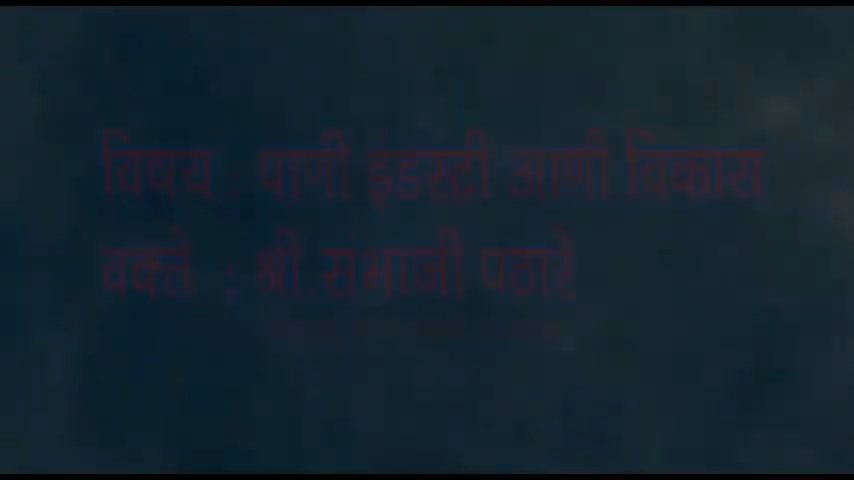 विषय : पाणी इंडस्टी आणी विकास
वक्ते : श्री.संभाजी पठारे